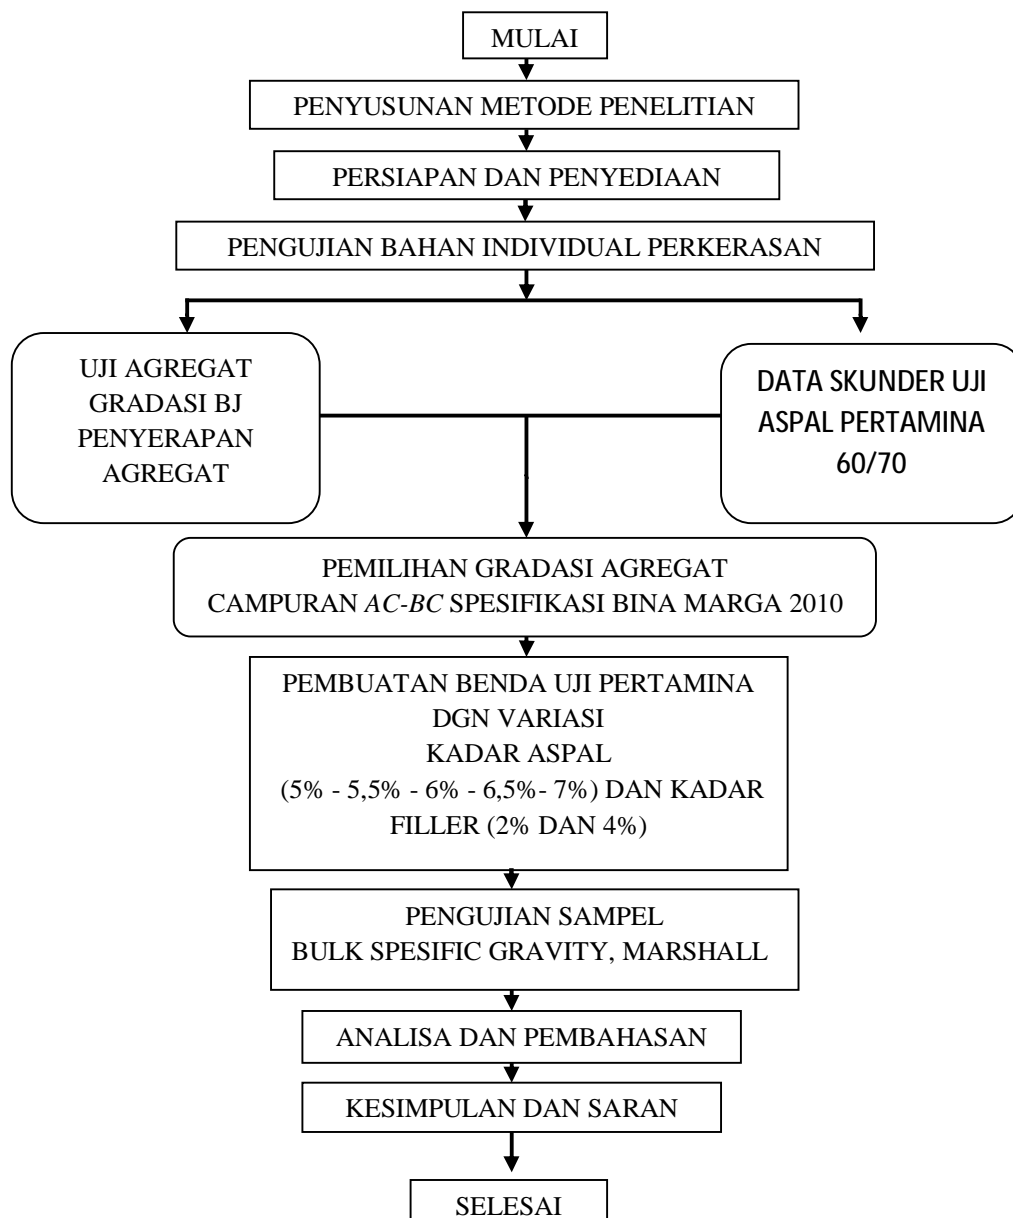 MULAI
PENYUSUNAN METODE PENELITIAN
PERSIAPAN DAN PENYEDIAAN
PENGUJIAN BAHAN INDIVIDUAL PERKERASAN
UJI AGREGAT
GRADASI BJ
PENYERAPAN
AGREGAT
DATA SKUNDER UJI
ASPAL PERTAMINA
60/70
PEMILIHAN GRADASI AGREGAT
CAMPURAN AC-BC SPESIFIKASI BINA MARGA 2010
PEMBUATAN BENDA UJI PERTAMINA
DGN VARIASI
KADAR ASPAL
(5% - 5,5% - 6% - 6,5%- 7%) DAN KADAR
FILLER (2% DAN 4%)
PENGUJIAN SAMPEL
BULK SPESIFIC GRAVITY, MARSHALL
ANALISA DAN PEMBAHASAN
KESIMPULAN DAN SARAN
SELESAI